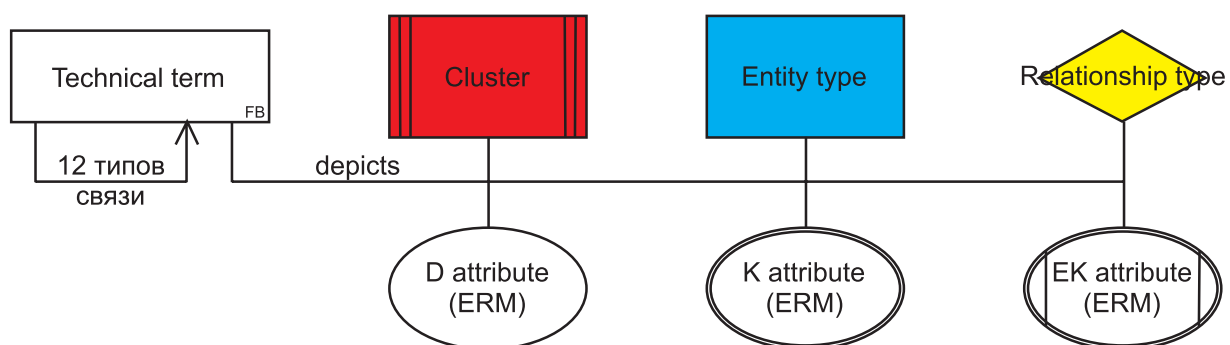 Technical term
FB
Cluster
Entity type
Relationship type
12 типов
связи
depicts
D attribute
(ERM)
K attribute
(ERM)
EK attribute
(ERM)